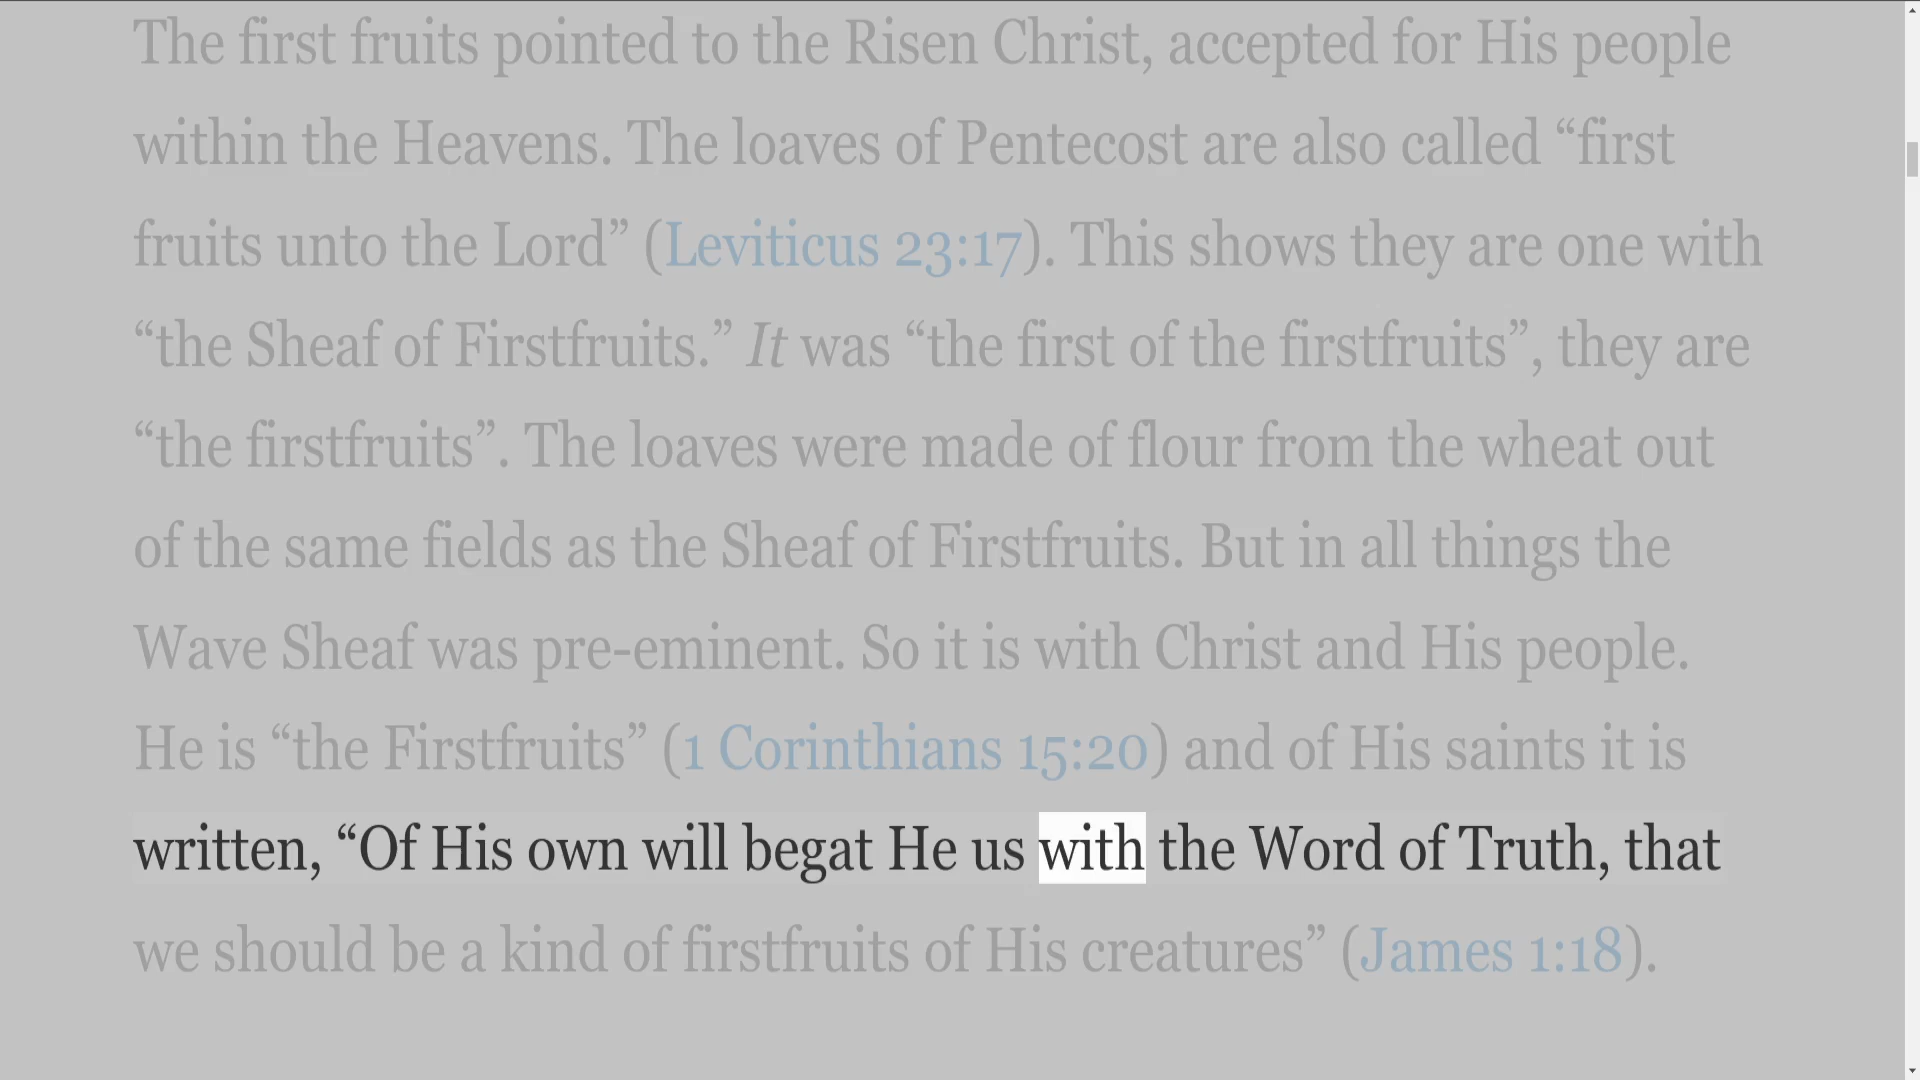 The first fruits pointed to the Risen Christ, accepted for His people
within the Heavens. The loaves of Pentecost are also called “first
fruits unto the Lord” (Leviticus 23:17). This shows they are one with
“the Sheaf of Firstfruits.” It was “the first of the firstfruits”, they are
“the firstfruits”. The loaves were made of flour from the wheat out
of the same fields as the Sheaf of Firstfruits. But in all things the
Wave Sheaf was pre-eminent. So it is with Christ and His people.
He is “the Firstfruits” (1 Corinthians 15:20) and of His saints it is
written, “Of His own will begat He us with the Word of Truth, that
we should be a kind of firstfruits of His creatures” (James 1:18).